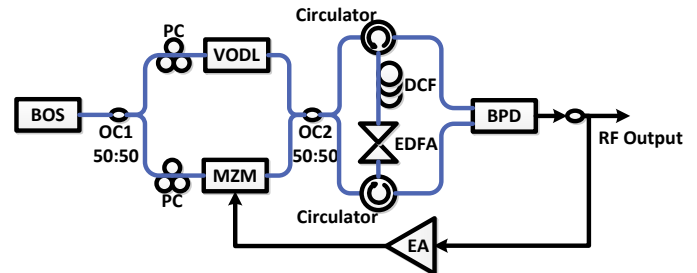 Circulator
PC
VODL
DCF
BOS
OC1
50:50
OC2
50:50
EDFA
BPD
RF Output
MZM
PC
Circulator
EA